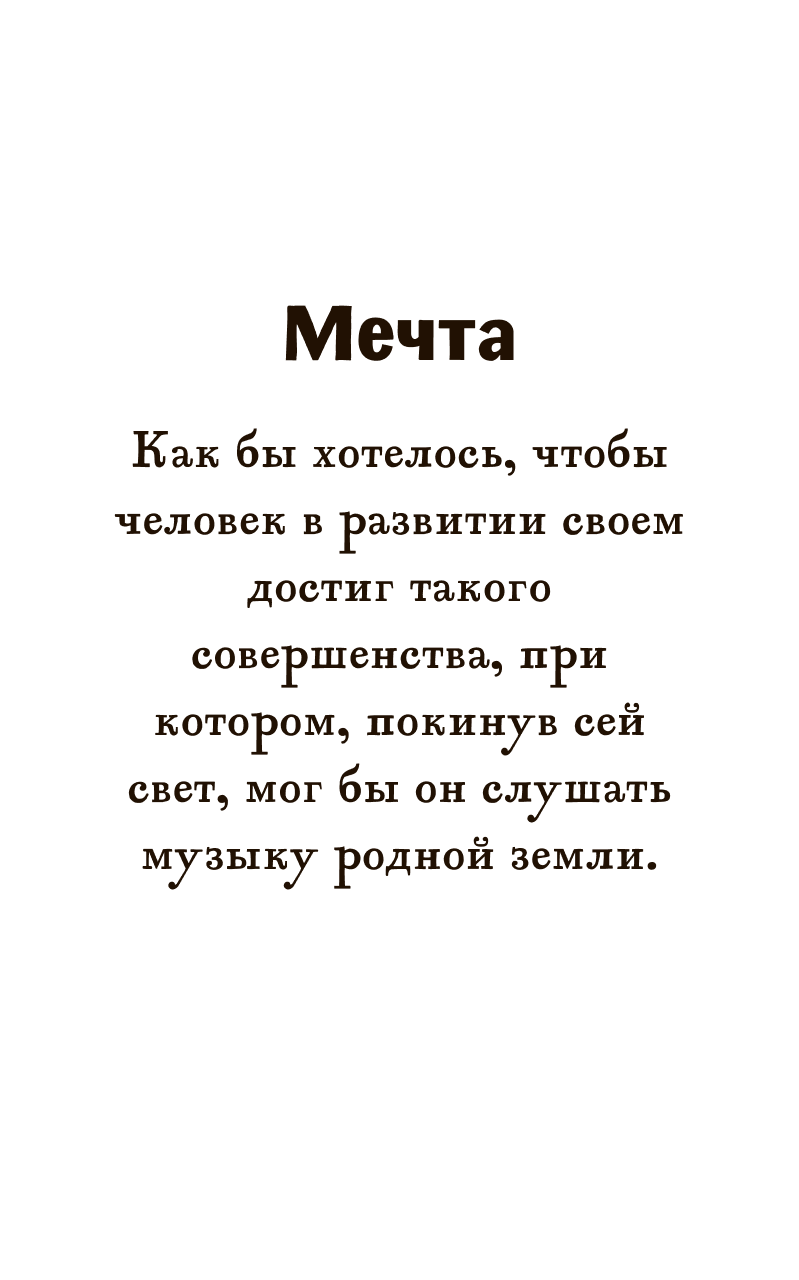 Мечта
Как бы хотелось, чтобы
человек в развитии своем
достиг такого
совершенства, при
котором, покинув сей
свет, мог бы он слушать
музыку родной земли.